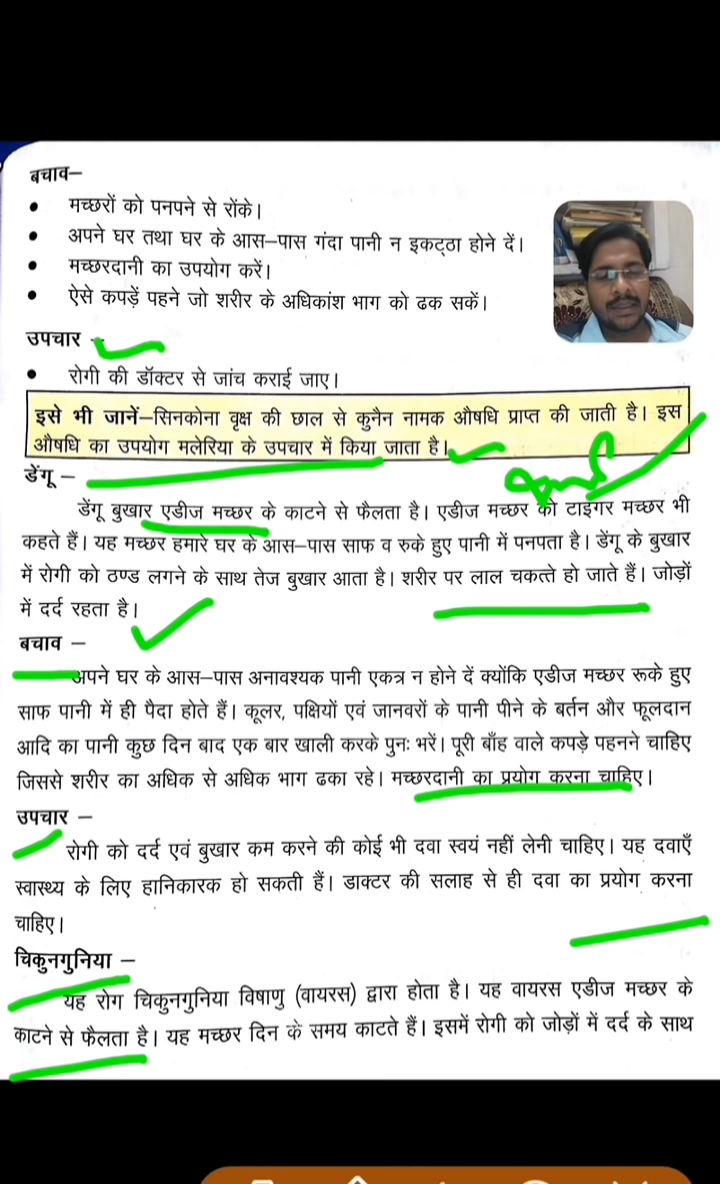 बचाव–
• मच्छरों को पनपने से रोंके।
• अपने घर तथा घर के आस–पास गंदा पानी न इकट्ठा होने दें।
• मच्छरदानी का उपयोग करें।
• ऐसे कपड़ें पहने जो शरीर के अधिकांश भाग को ढक सकें।
उपचार –
• रोगी की डॉक्टर से जांच कराई जाए।
इसे भी जानें–सिनकोना वृक्ष की छाल से कुनैन नामक औषधि प्राप्त की जाती है। इस
औषधि का उपयोग मलेरिया के उपचार में किया जाता है।
डेंगू –
डेंगू बुखार एडीज मच्छर के काटने से फैलता है। एडीज मच्छर को टाइगर मच्छर भी
कहते हैं। यह मच्छर हमारे घर के आस–पास साफ व रुके हुए पानी में पनपता है। डेंगू के बुखार
में रोगी को ठण्ड लगने के साथ तेज बुखार आता है। शरीर पर लाल चकत्ते हो जाते हैं। जोड़ों
में दर्द रहता है।
बचाव –
अपने घर के आस–पास अनावश्यक पानी एकत्र न होने दें क्योंकि एडीज मच्छर रूके हुए
साफ पानी में ही पैदा होते हैं। कूलर, पक्षियों एवं जानवरों के पानी पीने के बर्तन और फूलदान
आदि का पानी कुछ दिन बाद एक बार खाली करके पुनः भरें। पूरी बाँह वाले कपड़े पहनने चाहिए
जिससे शरीर का अधिक से अधिक भाग ढका रहे। मच्छरदानी का प्रयोग करना चाहिए।
उपचार –
रोगी को दर्द एवं बुखार कम करने की कोई भी दवा स्वयं नहीं लेनी चाहिए। यह दवाएँ
स्वास्थ्य के लिए हानिकारक हो सकती हैं। डाक्टर की सलाह से ही दवा का प्रयोग करना
चाहिए।
चिकुनगुनिया –
यह रोग चिकुनगुनिया विषाणु (वायरस) द्वारा होता है। यह वायरस एडीज मच्छर के
काटने से फैलता है। यह मच्छर दिन के समय काटते हैं। इसमें रोगी को जोड़ों में दर्द के साथ